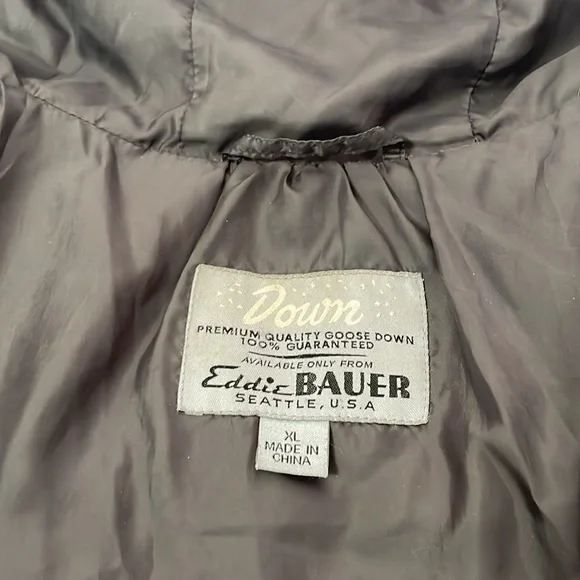 Down
PREMIUM QUALITY GOOSE DOWN
100% GUARANTEED
AVAILABLE ONLY FROM
Eddie BAUER
SEATTLE, U.S.A
XL
MADE IN
CHINA